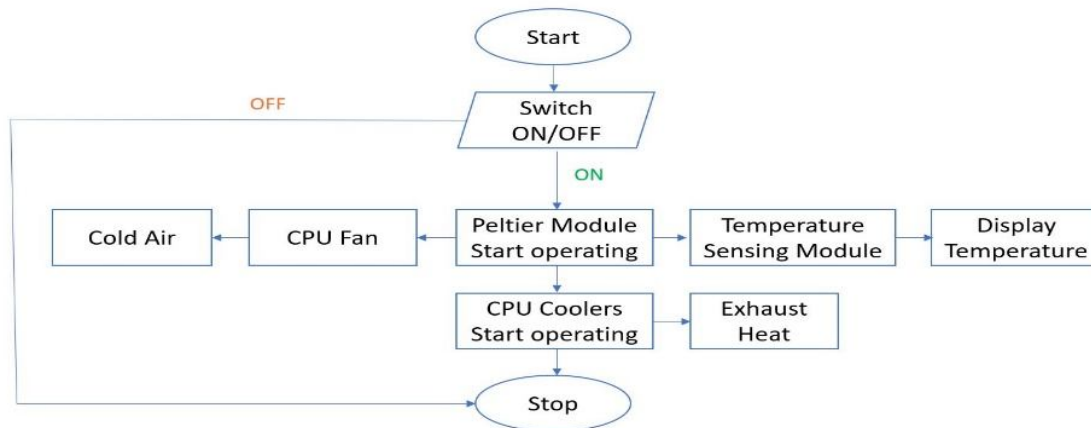 Start
OFF
Switch
ON/OFF
ON
Cold Air
CPU Fan
Peltier Module
Start operating
Temperature
Sensing Module
Display
Temperature
CPU Coolers
Start operating
Exhaust
Heat
Stop